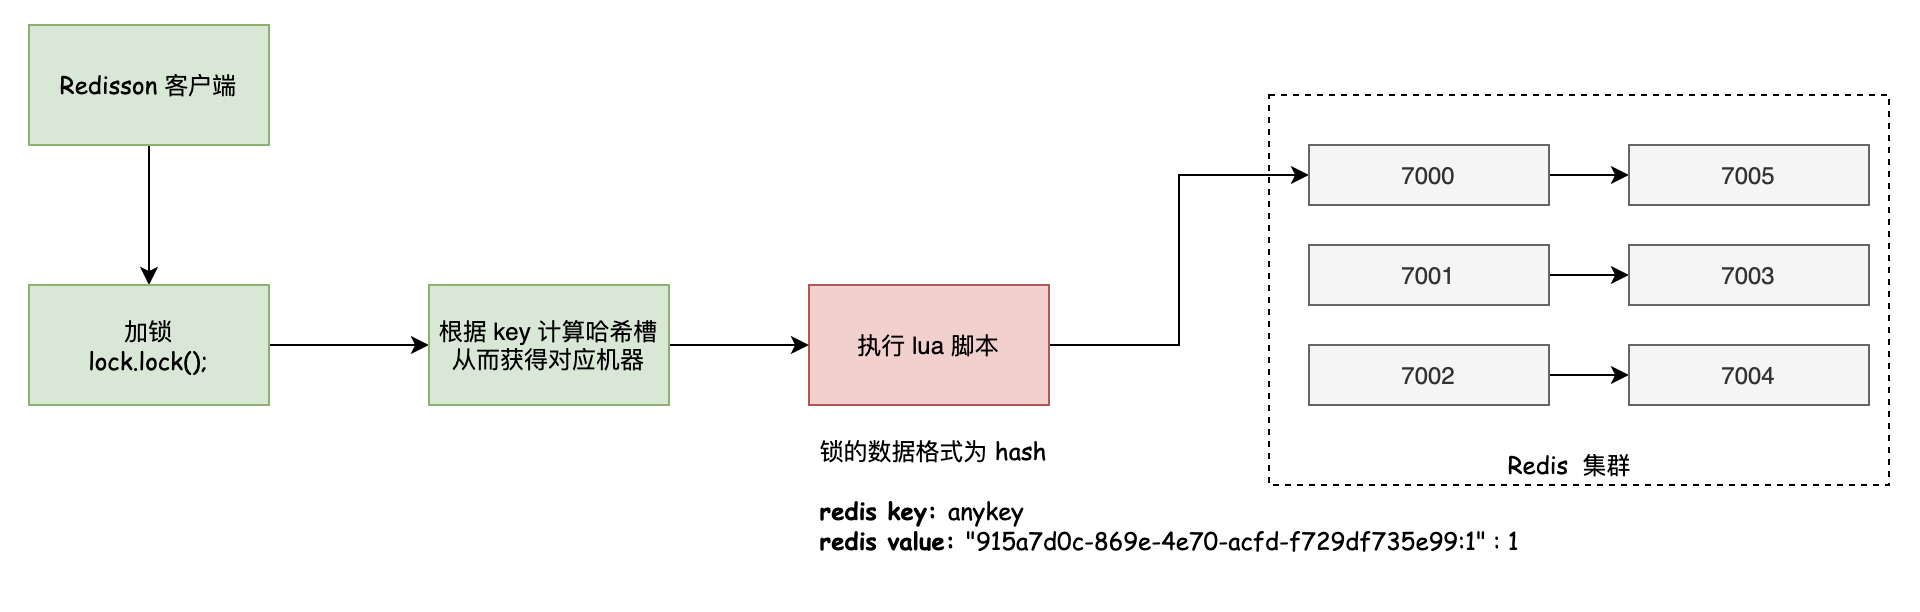 Redisson 客户端
加锁
lock.lock();
根据 key 计算哈希槽
从而获得对应机器
执行 lua 脚本
锁的数据格式为 hash
redis key: anykey
redis value: "915a7d0c-869e-4e70-acfd-f729df735e99:1" : 1
7000
7005
7001
7003
7002
7004
Redis 集群